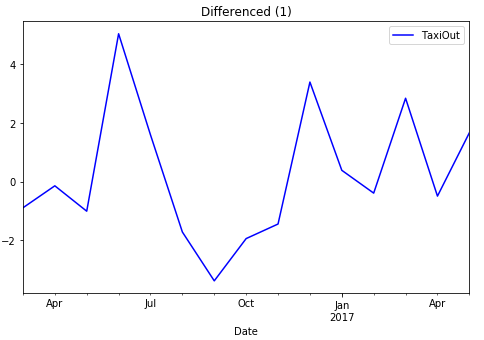 Differenced (1)
TaxiOut
4
2
0
−2
Apr
Jul
Oct
Jan
2017
Apr
Date